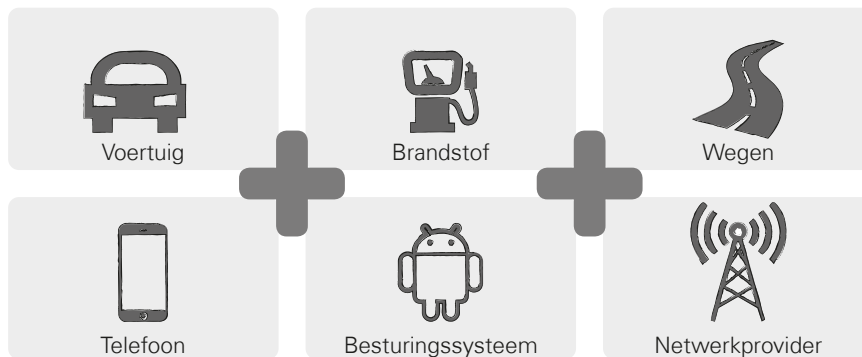 Voertuig
Brandstof
Wegen
Telefoon
Besturingssysteem
Netwerkprovider